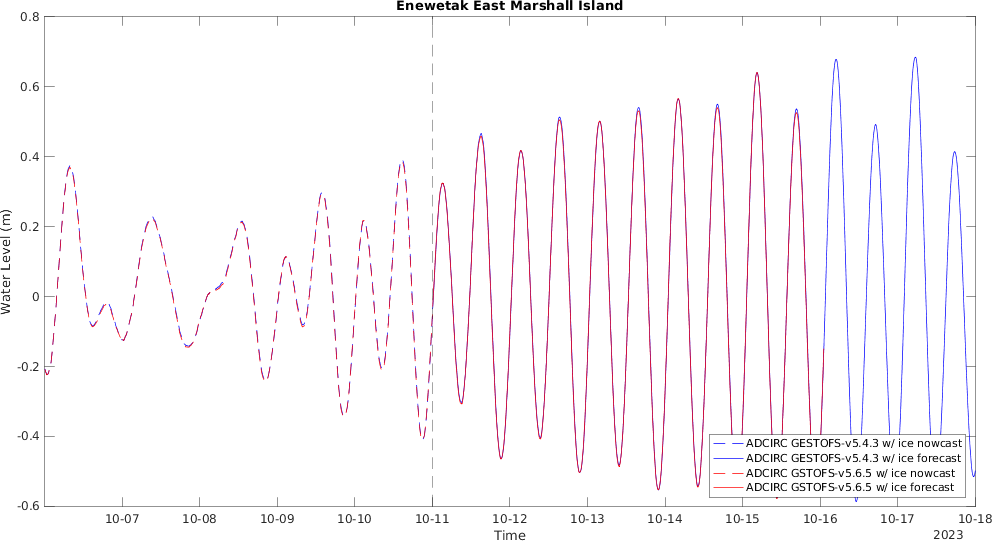 Enewetak East Marshall Island
0.8
0.6
0.4
0.2
0
-0.2
-0.4
-0.6
Water Level (m)
ADCIRC GESTOFS-v5.4.3 w/ ice nowcast
ADCIRC GESTOFS-v5.4.3 w/ ice forecast
ADCIRC GSTOFS-v5.6.5 w/ ice nowcast
ADCIRC GSTOFS-v5.6.5 w/ ice forecast
10-07 10-08 10-09 10-10 10-11 10-12 10-13 10-14 10-15 10-16 10-17 10-18
Time
2023